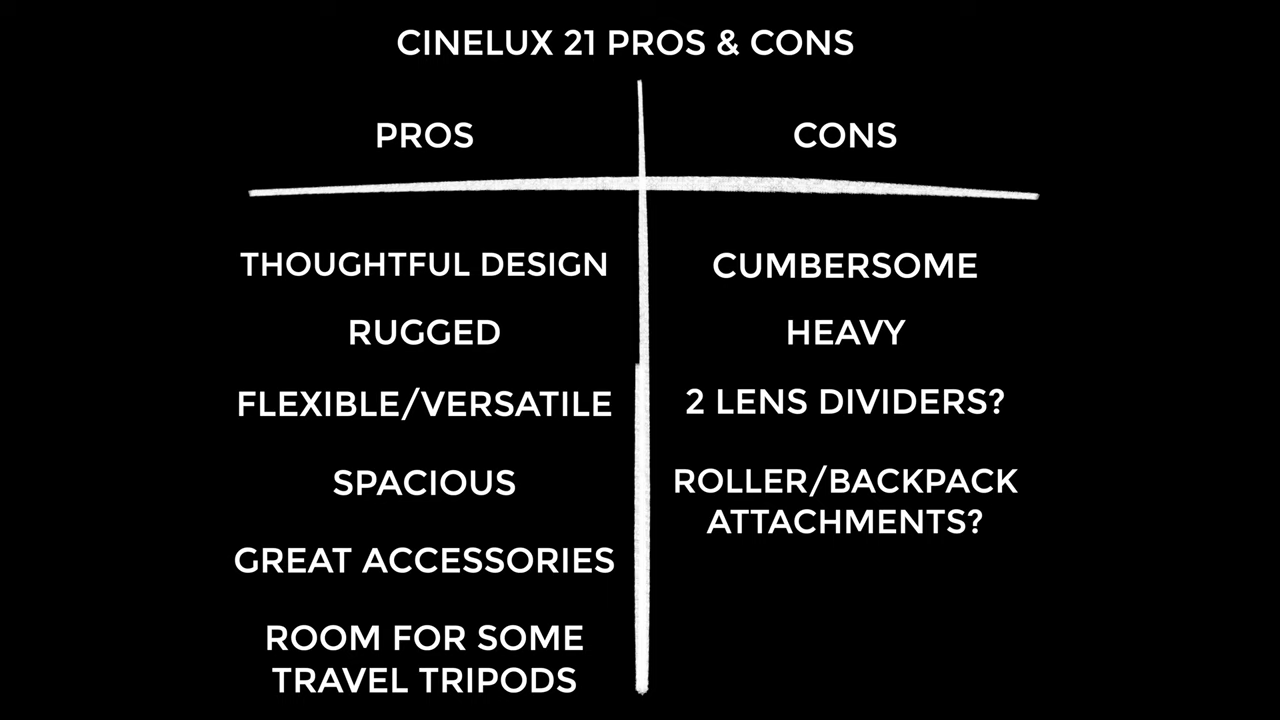 CINELUX 21 PROS & CONS
PROS
CONS
THOUGHTFUL DESIGN
CUMBERSOME
RUGGED
HEAVY
FLEXIBLE/VERSATILE
2 LENS DIVIDERS?
SPACIOUS
ROLLER/BACKPACK
ATTACHMENTS?
GREAT ACCESSORIES
ROOM FOR SOME
TRAVEL TRIPODS